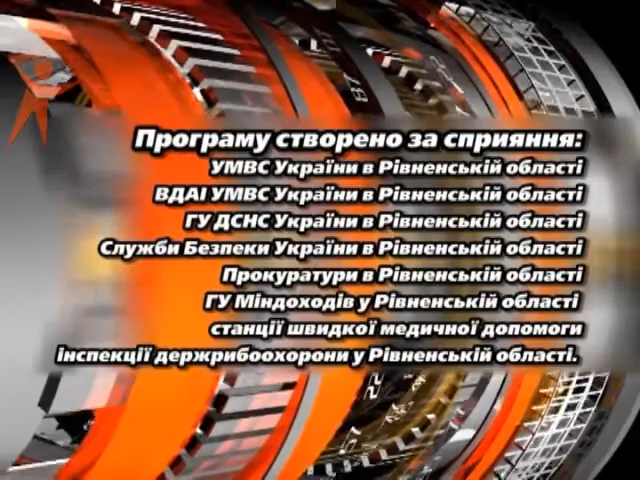 Програму створено за сприяння:
УМВС України в Рівненській області
ВДАІ УМВС України в Рівненській області
ГУ ДСНС України в Рівненській області
Служби Безпеки України в Рівненській області
Прокуратури в Рівненській області
ГУ Міндоходів у Рівненській області
станції швидкої медичної допомоги
інспекції держрибоохорони у Рівненській області.